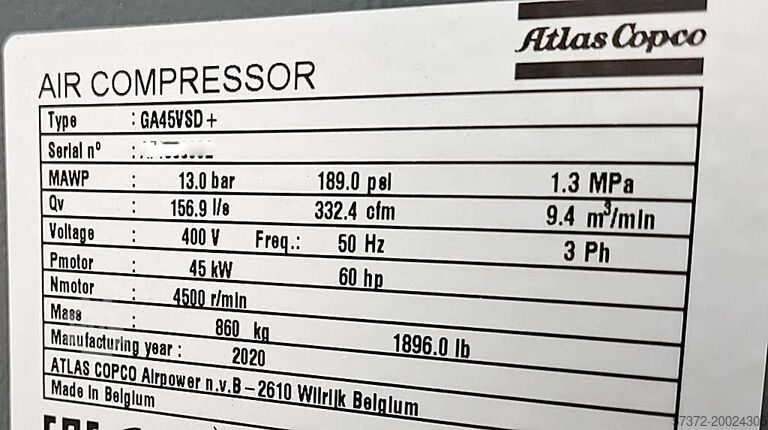 Atlas Copco
AIR COMPRESSOR
Type : GA45VSD+
Serial nº :
MAWP : 13.0 bar 189.0 psi 1.3 MPa
Qv : 156.9 l/s 332.4 cfm 9.4 m³/min
Voltage : 400 V Freq.: 50 Hz 3 Ph
Pmotor : 45 kW 60 hp
Nmotor : 4500 r/min
Mass : 860 kg 1896.0 lb
Manufacturing year : 2020
ATLAS COPCO Airpower n.v.B-2610 Wilrijk Belgium
Made in Belgium
37372-20024305